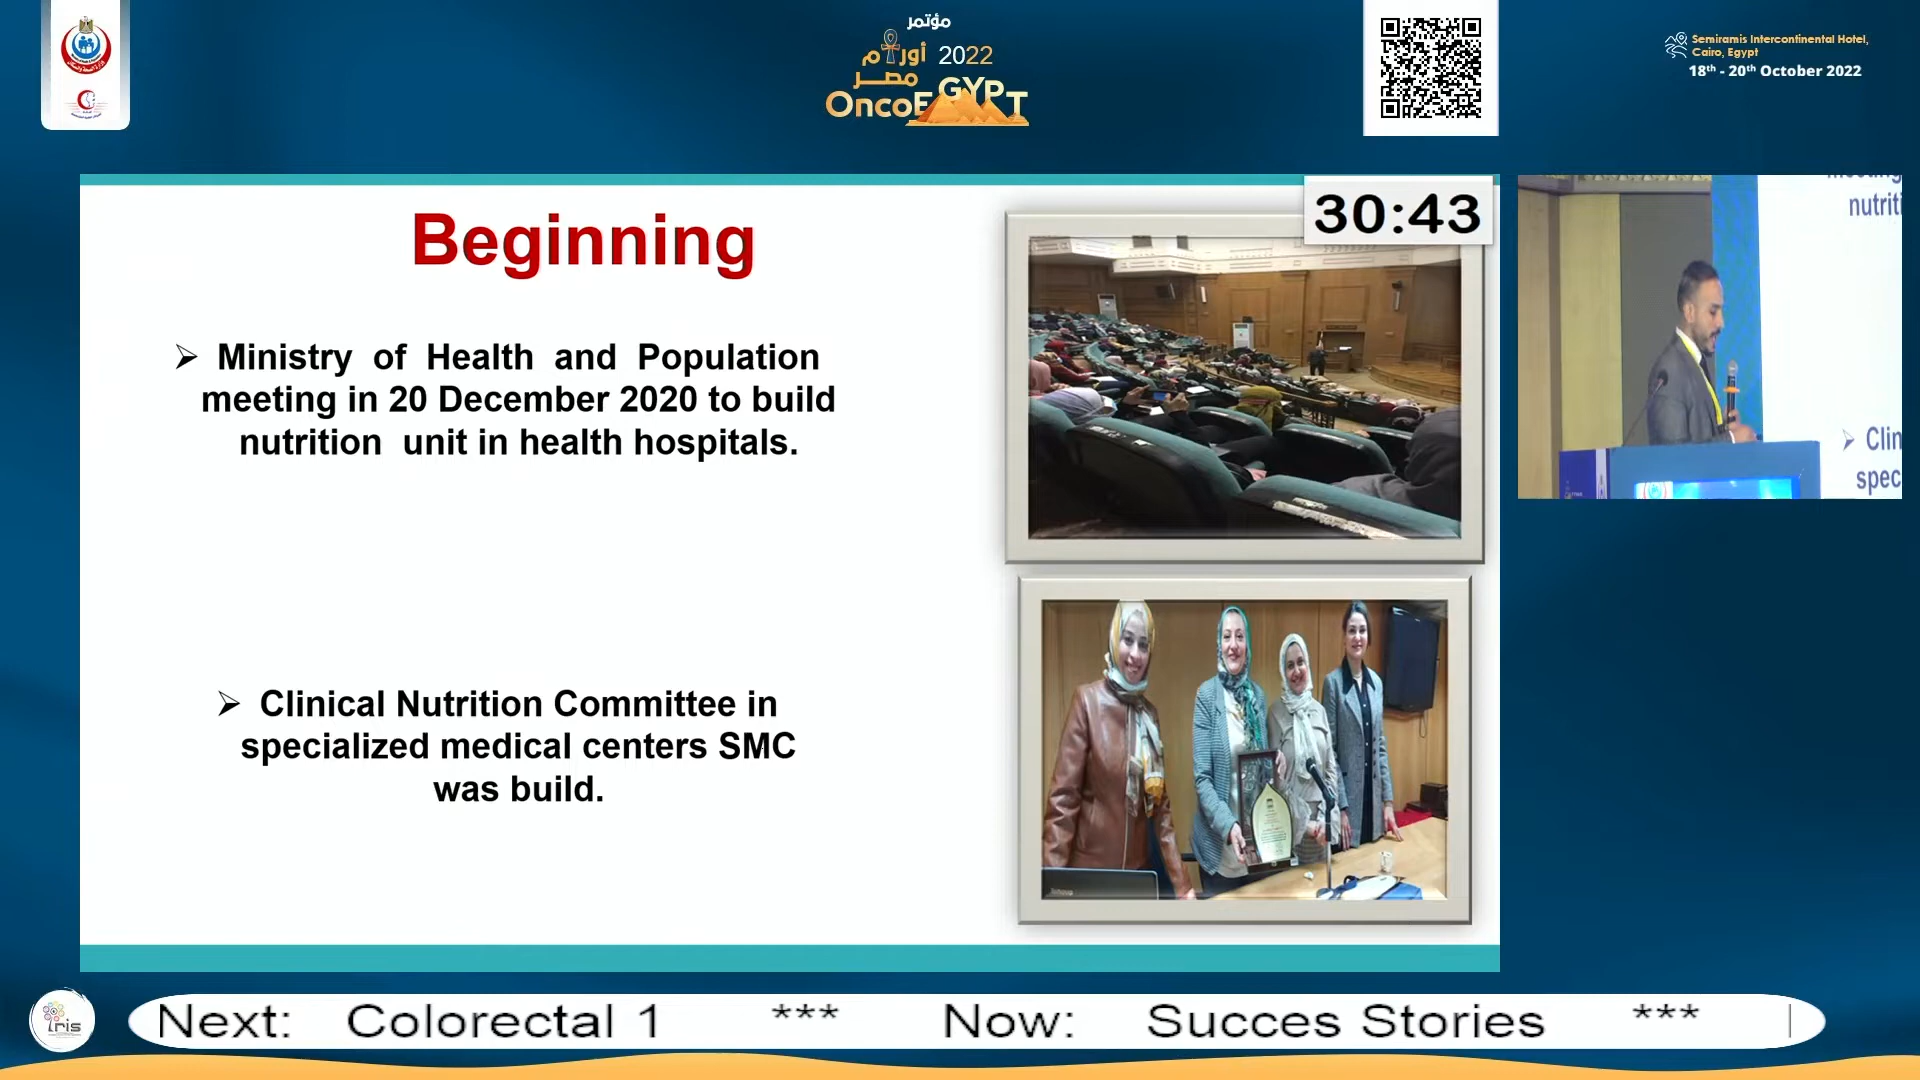 مؤتمر
أورام 2022
مصر
OncoEGYPT
Semiramis Intercontinental Hotel,
Cairo, Egypt
18th - 20th October 2022
30:43
Beginning
➢ Ministry of Health and Population
meeting in 20 December 2020 to build
nutrition unit in health hospitals.
➢ Clinical Nutrition Committee in
specialized medical centers SMC
was build.
nutriti
➢ Clin
spec
iris
Next: Colorectal 1 *** Now: Succes Stories ***